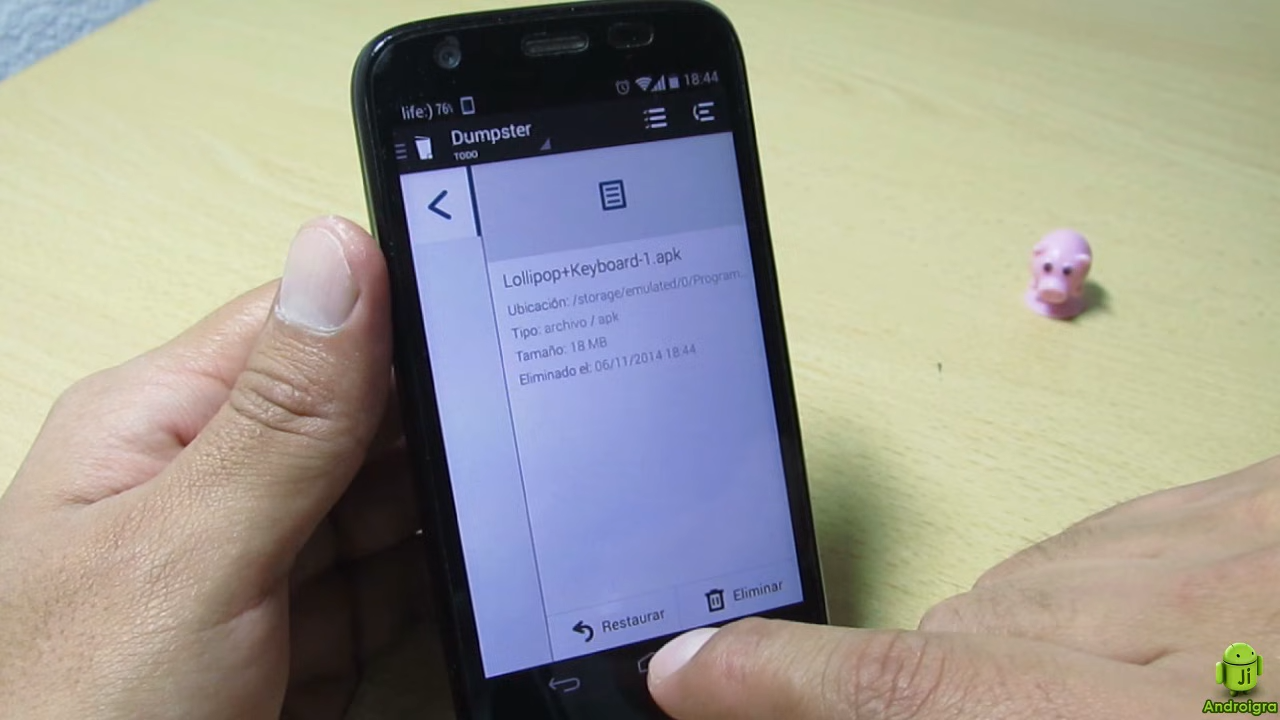 life:) 76% 18:44
Dumpster
TODO
Lollipop+Keyboard-1.apk
Ubicación: /storage/emulated/0/Program...
Tipo: archivo / apk
Tamaño: 18 MB
Eliminado el: 06/11/2014 18:44
Restaurar Eliminar
Ji
Androigra